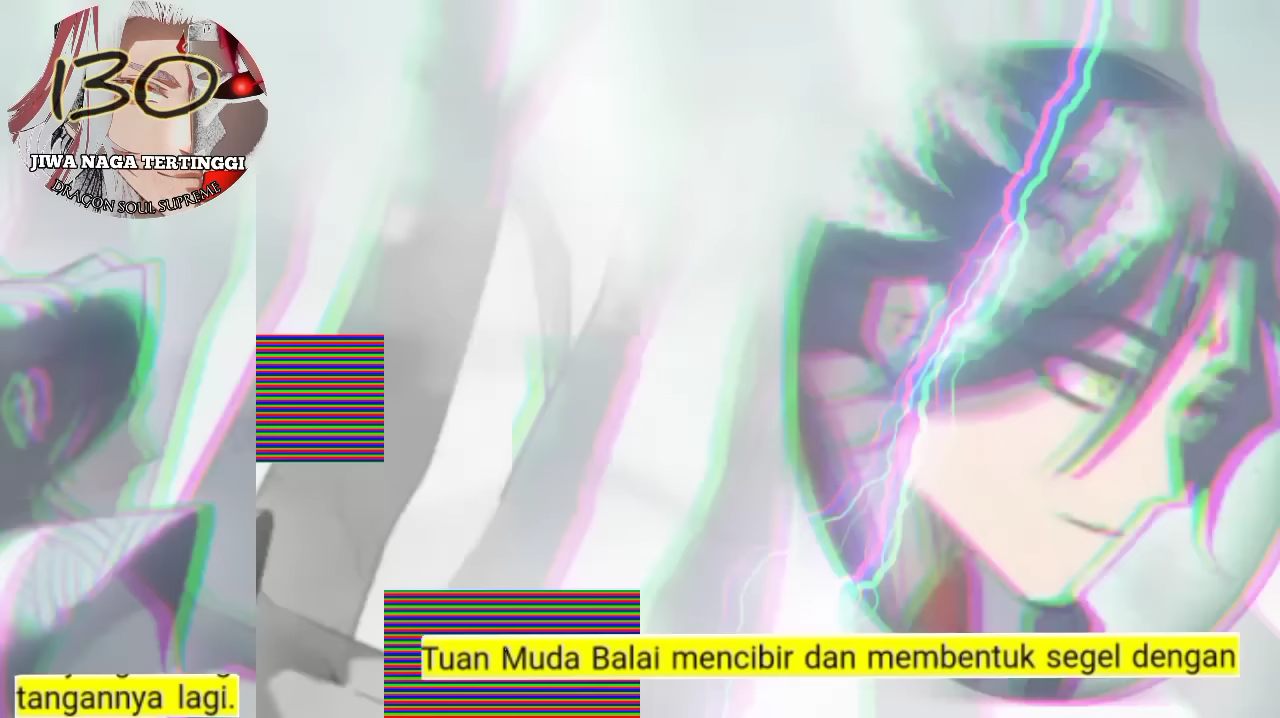 130
JIWA NAGA TERTINGGI
DRAGON SOUL SUPREME
Tuan Muda Balai mencibir dan membentuk segel dengan
tangannya lagi.